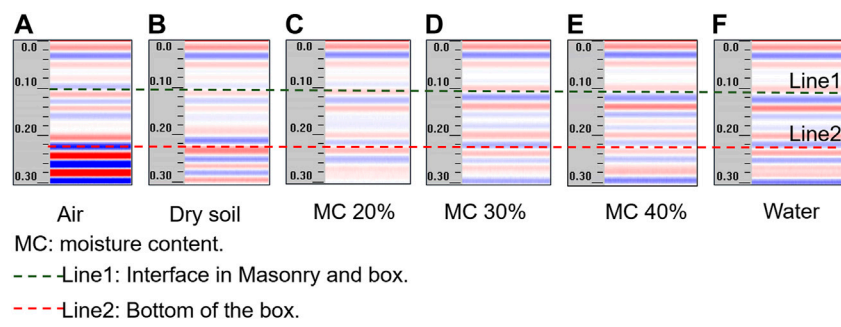 A B C D E F
0.0 0.0 0.0 0.0 0.0 0.0
0.10 0.10 0.10 0.10 0.10 0.10 Line1
0.20 0.20 0.20 0.20 0.20 0.20 Line2
0.30 0.30 0.30 0.30 0.30 0.30
Air Dry soil MC 20% MC 30% MC 40% Water
MC: moisture content.
Line1: Interface in Masonry and box.
Line2: Bottom of the box.